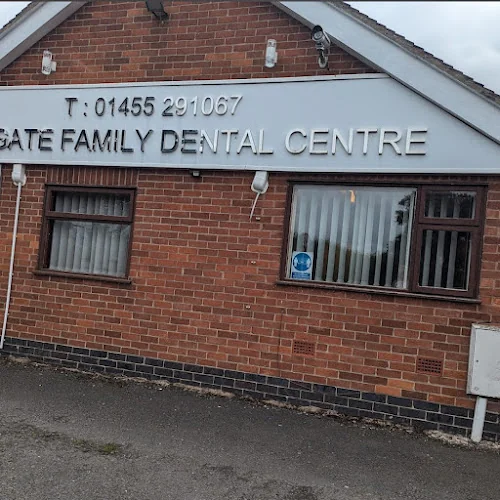 T : 01455 291067
GATE FAMILY DENTAL CENTRE